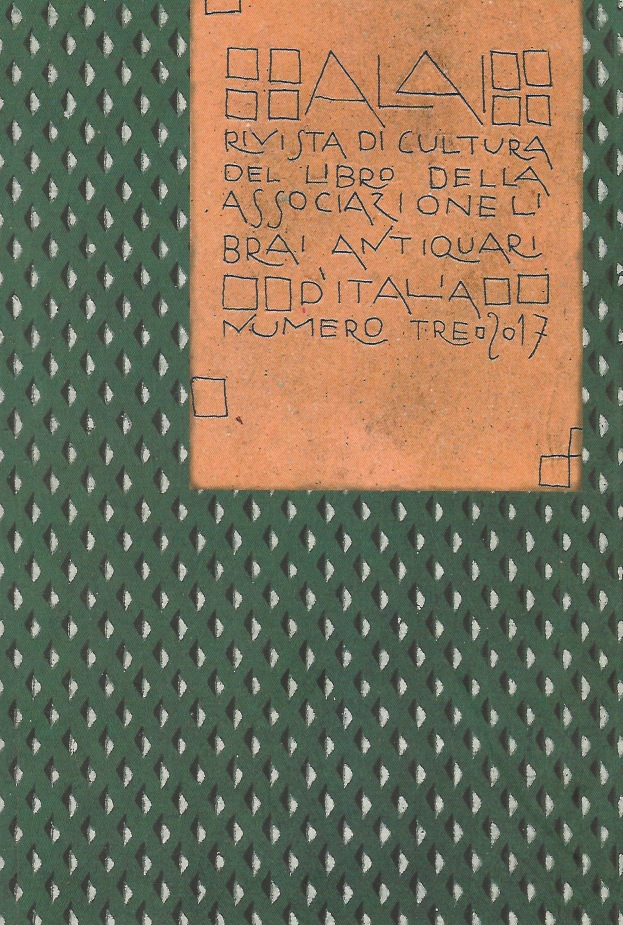 ALAI
RIVISTA DI CULTURA
DEL LIBRO DELLA
ASSOCIAZIONE LI
BRAI ANTIQUARI
D'ITALIA
NUMERO TRE 2017